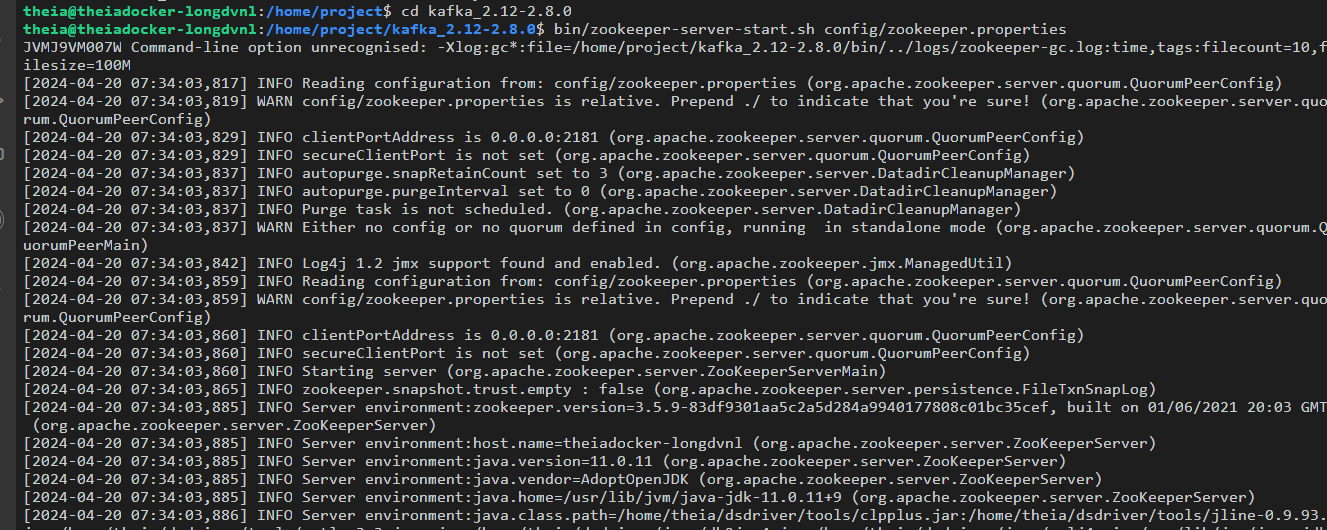 theia@theiadocker-longdvnl:/home/project$ cd kafka_2.12-2.8.0
theia@theiadocker-longdvnl:/home/project/kafka_2.12-2.8.0$ bin/zookeeper-server-start.sh config/zookeeper.properties
JVMJ9VM007W Command-line option unrecognised: -Xlog:gc*:file=/home/project/kafka_2.12-2.8.0/bin/../logs/zookeeper-gc.log:time,tags:filecount=10,f
ilesize=100M
[2024-04-20 07:34:03,817] INFO Reading configuration from: config/zookeeper.properties (org.apache.zookeeper.server.quorum.QuorumPeerConfig)
[2024-04-20 07:34:03,819] WARN config/zookeeper.properties is relative. Prepend ./ to indicate that you're sure! (org.apache.zookeeper.server.quo
rum.QuorumPeerConfig)
[2024-04-20 07:34:03,829] INFO clientPortAddress is 0.0.0.0:2181 (org.apache.zookeeper.server.quorum.QuorumPeerConfig)
[2024-04-20 07:34:03,829] INFO secureClientPort is not set (org.apache.zookeeper.server.quorum.QuorumPeerConfig)
[2024-04-20 07:34:03,837] INFO autopurge.snapRetainCount set to 3 (org.apache.zookeeper.server.DatadirCleanupManager)
[2024-04-20 07:34:03,837] INFO autopurge.purgeInterval set to 0 (org.apache.zookeeper.server.DatadirCleanupManager)
[2024-04-20 07:34:03,837] INFO Purge task is not scheduled. (org.apache.zookeeper.server.DatadirCleanupManager)
[2024-04-20 07:34:03,837] WARN Either no config or no quorum defined in config, running  in standalone mode (org.apache.zookeeper.server.quorum.Q
uorumPeerMain)
[2024-04-20 07:34:03,842] INFO Log4j 1.2 jmx support found and enabled. (org.apache.zookeeper.jmx.ManagedUtil)
[2024-04-20 07:34:03,859] INFO Reading configuration from: config/zookeeper.properties (org.apache.zookeeper.server.quorum.QuorumPeerConfig)
[2024-04-20 07:34:03,859] WARN config/zookeeper.properties is relative. Prepend ./ to indicate that you're sure! (org.apache.zookeeper.server.quo
rum.QuorumPeerConfig)
[2024-04-20 07:34:03,860] INFO clientPortAddress is 0.0.0.0:2181 (org.apache.zookeeper.server.quorum.QuorumPeerConfig)
[2024-04-20 07:34:03,860] INFO secureClientPort is not set (org.apache.zookeeper.server.quorum.QuorumPeerConfig)
[2024-04-20 07:34:03,860] INFO Starting server (org.apache.zookeeper.server.ZooKeeperServerMain)
[2024-04-20 07:34:03,865] INFO zookeeper.snapshot.trust.empty : false (org.apache.zookeeper.server.persistence.FileTxnSnapLog)
[2024-04-20 07:34:03,885] INFO Server environment:zookeeper.version=3.5.9-83df9301aa5c2a5d284a9940177808c01bc35cef, built on 01/06/2021 20:03 GMT
(org.apache.zookeeper.server.ZooKeeperServer)
[2024-04-20 07:34:03,885] INFO Server environment:host.name=theiadocker-longdvnl (org.apache.zookeeper.server.ZooKeeperServer)
[2024-04-20 07:34:03,885] INFO Server environment:java.version=11.0.11 (org.apache.zookeeper.server.ZooKeeperServer)
[2024-04-20 07:34:03,885] INFO Server environment:java.vendor=AdoptOpenJDK (org.apache.zookeeper.server.ZooKeeperServer)
[2024-04-20 07:34:03,885] INFO Server environment:java.home=/usr/lib/jvm/java-jdk-11.0.11+9 (org.apache.zookeeper.server.ZooKeeperServer)
[2024-04-20 07:34:03,886] INFO Server environment:java.class.path=/home/theia/dsdriver/tools/clpplus.jar:/home/theia/dsdriver/tools/jline-0.9.93.